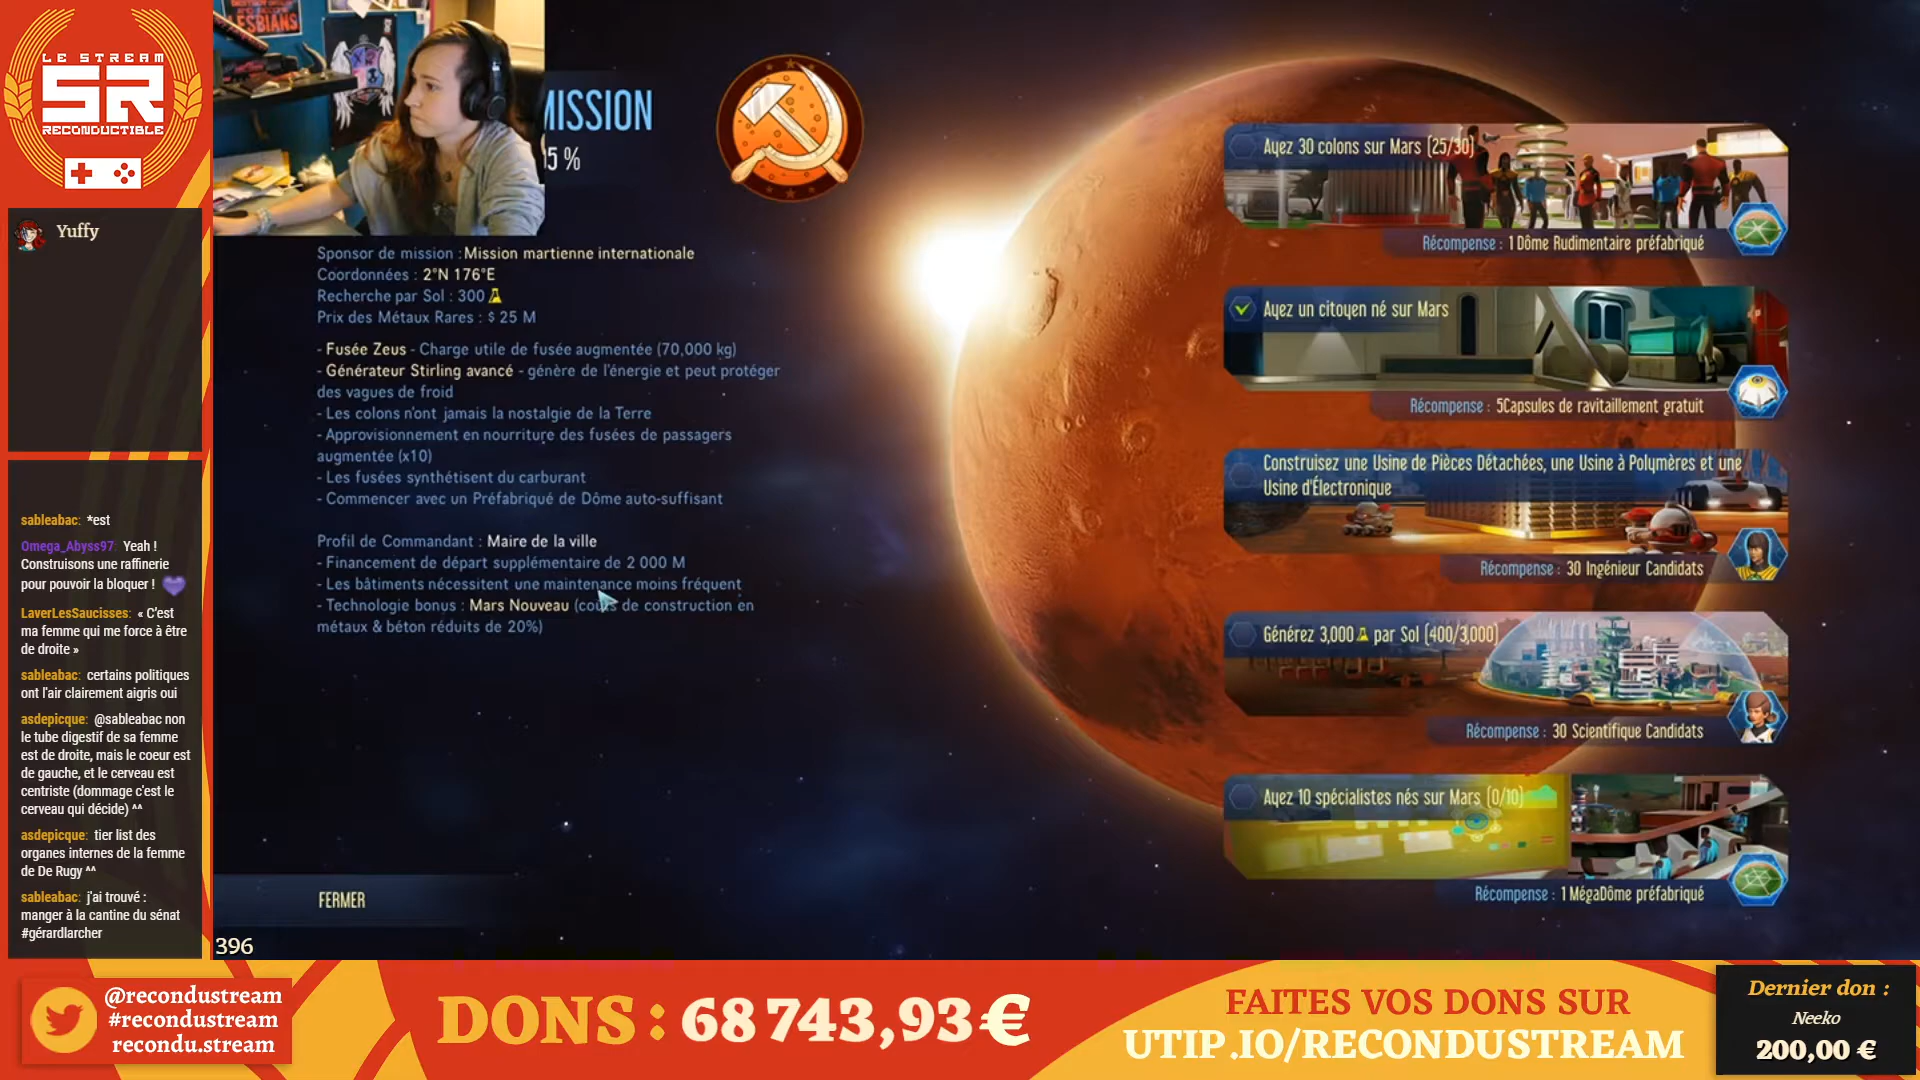 LE STREAM
SR
RECONDUCTIBLE
LESBIANS
Yuffy
sableabac: *est
Omega_Abyss97: Yeah !
Construisons une raffinerie
pour pouvoir la bloquer !
LaverLesSaucisses: « C'est
ma femme qui me force à être
de droite »
sableabac: certains politiques
ont l'air clairement aigris oui
asdepicque: @sableabac non
le tube digestif de sa femme
est de droite, mais le coeur est
de gauche, et le cerveau est
centriste (dommage c'est le
cerveau qui décide) ^^
asdepicque: tier list des
organes internes de la femme
de De Rugy ^^
sableabac: j'ai trouvé :
manger à la cantine du sénat
#gérardlarcher
MISSION
15 %
Sponsor de mission : Mission martienne internationale
Coordonnées : 2°N 176°E
Recherche par Sol : 300
Prix des Métaux Rares : $ 25 M
- Fusée Zeus - Charge utile de fusée augmentée (70,000 kg)
- Générateur Stirling avancé - génère de l'énergie et peut protéger
des vagues de froid
- Les colons n'ont jamais la nostalgie de la Terre
- Approvisionnement en nourriture des fusées de passagers
augmentée (x10)
- Les fusées synthétisent du carburant
- Commencer avec un Préfabriqué de Dôme auto-suffisant
Profil de Commandant : Maire de la ville
- Financement de départ supplémentaire de 2 000 M
- Les bâtiments nécessitent une maintenance moins fréquent
- Technologie bonus : Mars Nouveau (coûts de construction en
métaux & béton réduits de 20%)
FERMER
396
Ayez 30 colons sur Mars (25/30)
Récompense : 1 Dôme Rudimentaire préfabriqué
Ayez un citoyen né sur Mars
Récompense : 5Capsules de ravitaillement gratuit
Construisez une Usine de Pièces Détachées, une Usine à Polymères et une
Usine d'Électronique
Récompense : 30 Ingénieur Candidats
Générez 3,000 par Sol (400/3,000)
Récompense : 30 Scientifique Candidats
Ayez 10 spécialistes nés sur Mars (0/10)
Récompense : 1 MégaDôme préfabriqué
@recondustream
#recondustream
recondu.stream
DONS : 68 743,93 €
FAITES VOS DONS SUR
UTIP.IO/RECONDUSTREAM
Dernier don :
Neeko
200,00 €